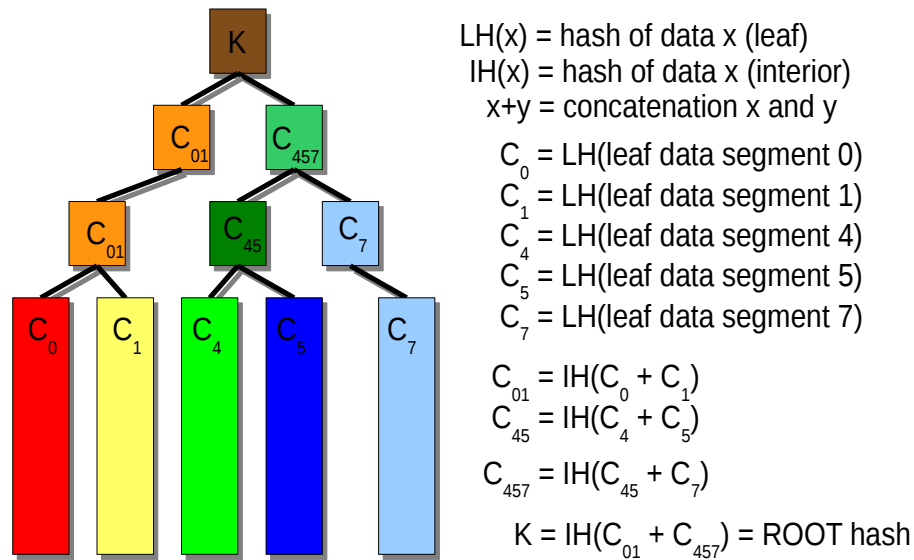 K
C₀₁
C₄₅₇
C₀₁
C₄₅
C₇
C₀
C₁
C₄
C₅
C₇
LH(x) = hash of data x (leaf)
IH(x) = hash of data x (interior)
x+y = concatenation x and y
C₀ = LH(leaf data segment 0)
C₁ = LH(leaf data segment 1)
C₄ = LH(leaf data segment 4)
C₅ = LH(leaf data segment 5)
C₇ = LH(leaf data segment 7)
C₀₁ = IH(C₀ + C₁)
C₄₅ = IH(C₄ + C₅)
C₄₅₇ = IH(C₄₅ + C₇)
K = IH(C₀₁ + C₄₅₇) = ROOT hash